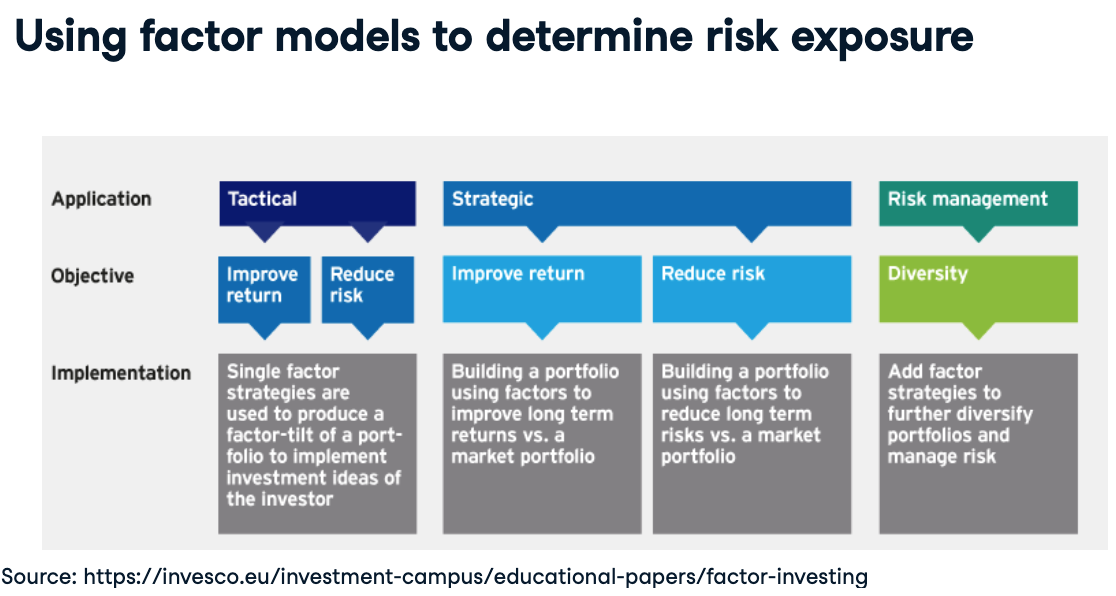 Using factor models to determine risk exposure
Application
Tactical
Strategic
Risk management
Objective
Improve
return
Reduce
risk
Improve return
Reduce risk
Diversity
Implementation
Single factor
strategies are
used to produce a
factor-tilt of a port-
folio to implement
investment ideas of
the investor
Building a portfolio
using factors to
improve long term
returns vs. a
market portfolio
Building a portfolio
using factors to
reduce long term
risks vs. a market
portfolio
Add factor
strategies to
further diversify
portfolios and
manage risk
Source: https://invesco.eu/investment-campus/educational-papers/factor-investing